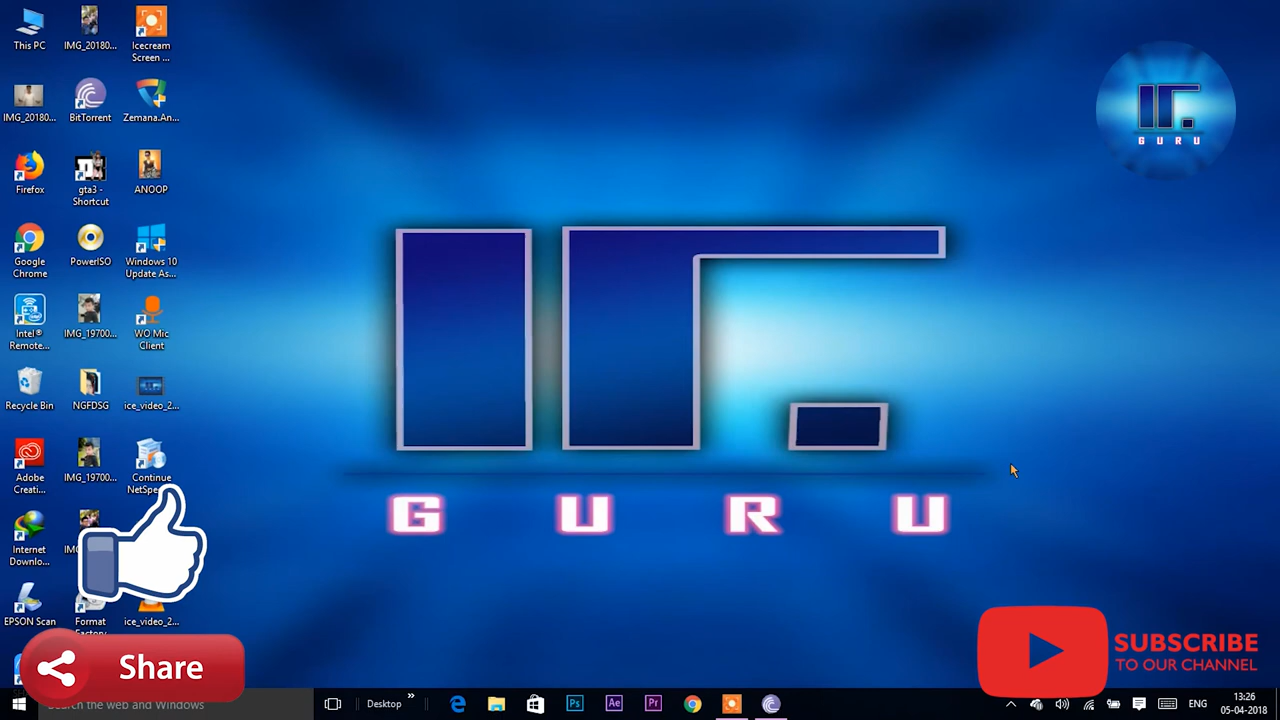 This PC
IMG_20180...
Icecream
Screen ...
IMG_20180...
BitTorrent
Zemana.An...
Firefox
gta3 -
Shortcut
ANOOP
Google
Chrome
PowerISO
Windows 10
Update As...
Intel®
Remote...
IMG_19700...
WO Mic
Client
Recycle Bin
NGFDSG
ice_video_2...
Adobe
Creati...
IMG_19700...
Continue
Internet
Downlo...
EPSON Scan
Format
Factory
ice_video_2...
GURU
G U R U
Share
SUBSCRIBE
TO OUR CHANNEL
Search the web and Windows
Desktop
»
Ps
Ae
Pr
ENG
13:26
05-04-2018